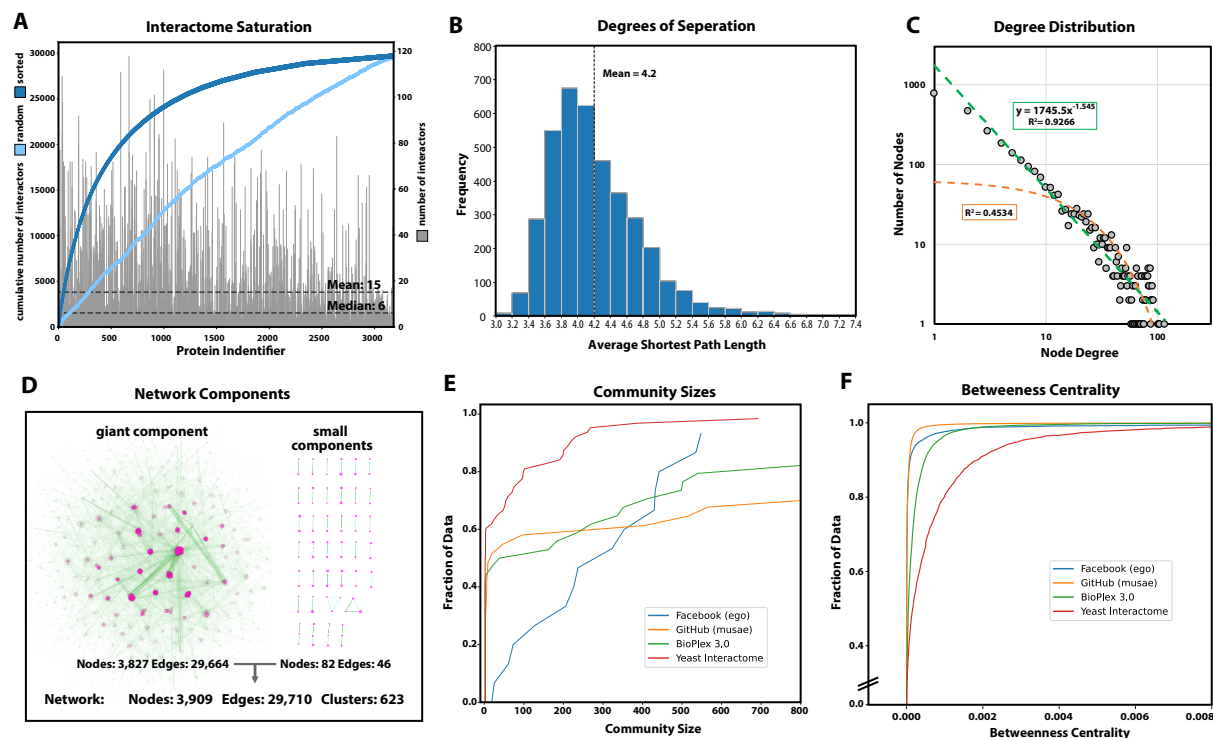 A
Interactome Saturation
cumulative number of interactors
random
sorted
30000
25000
20000
15000
10000
5000
0
120
100
80
60
40
20
0
number of interactors
Mean: 15
Median: 6
0
500
1000
1500
2000
2500
3000
Protein Indentifier
B
Degrees of Seperation
Frequency
800
700
600
500
400
300
200
100
0
Mean = 4.2
3.0 3.2 3.4 3.6 3.8 4.0 4.2 4.4 4.6 4.8 5.0 5.2 5.4 5.6 5.8 6.0 6.2 6.4 6.6 6.8 7.0 7.2 7.4
Average Shortest Path Length
C
Degree Distribution
Number of Nodes
1000
100
10
1
y = 1745.5x^-1.545
R² = 0.9266
R² = 0.4534
1
10
100
Node Degree
D
Network Components
giant component
small
components
Nodes: 3,827 Edges: 29,664
Nodes: 82 Edges: 46
Network: Nodes: 3,909 Edges: 29,710 Clusters: 623
E
Community Sizes
Fraction of Data
1.0
0.8
0.6
0.4
0.2
0.0
Facebook (ego)
GitHub (musae)
BioPlex 3,0
Yeast Interactome
0
100
200
300
400
500
600
700
800
Community Size
F
Betweeness Centrality
Fraction of Data
1.0
0.8
0.6
0.4
0.0
Facebook (ego)
GitHub (musae)
BioPlex 3.0
Yeast Interactome
0.000
0.002
0.004
0.006
0.008
Betweenness Centrality